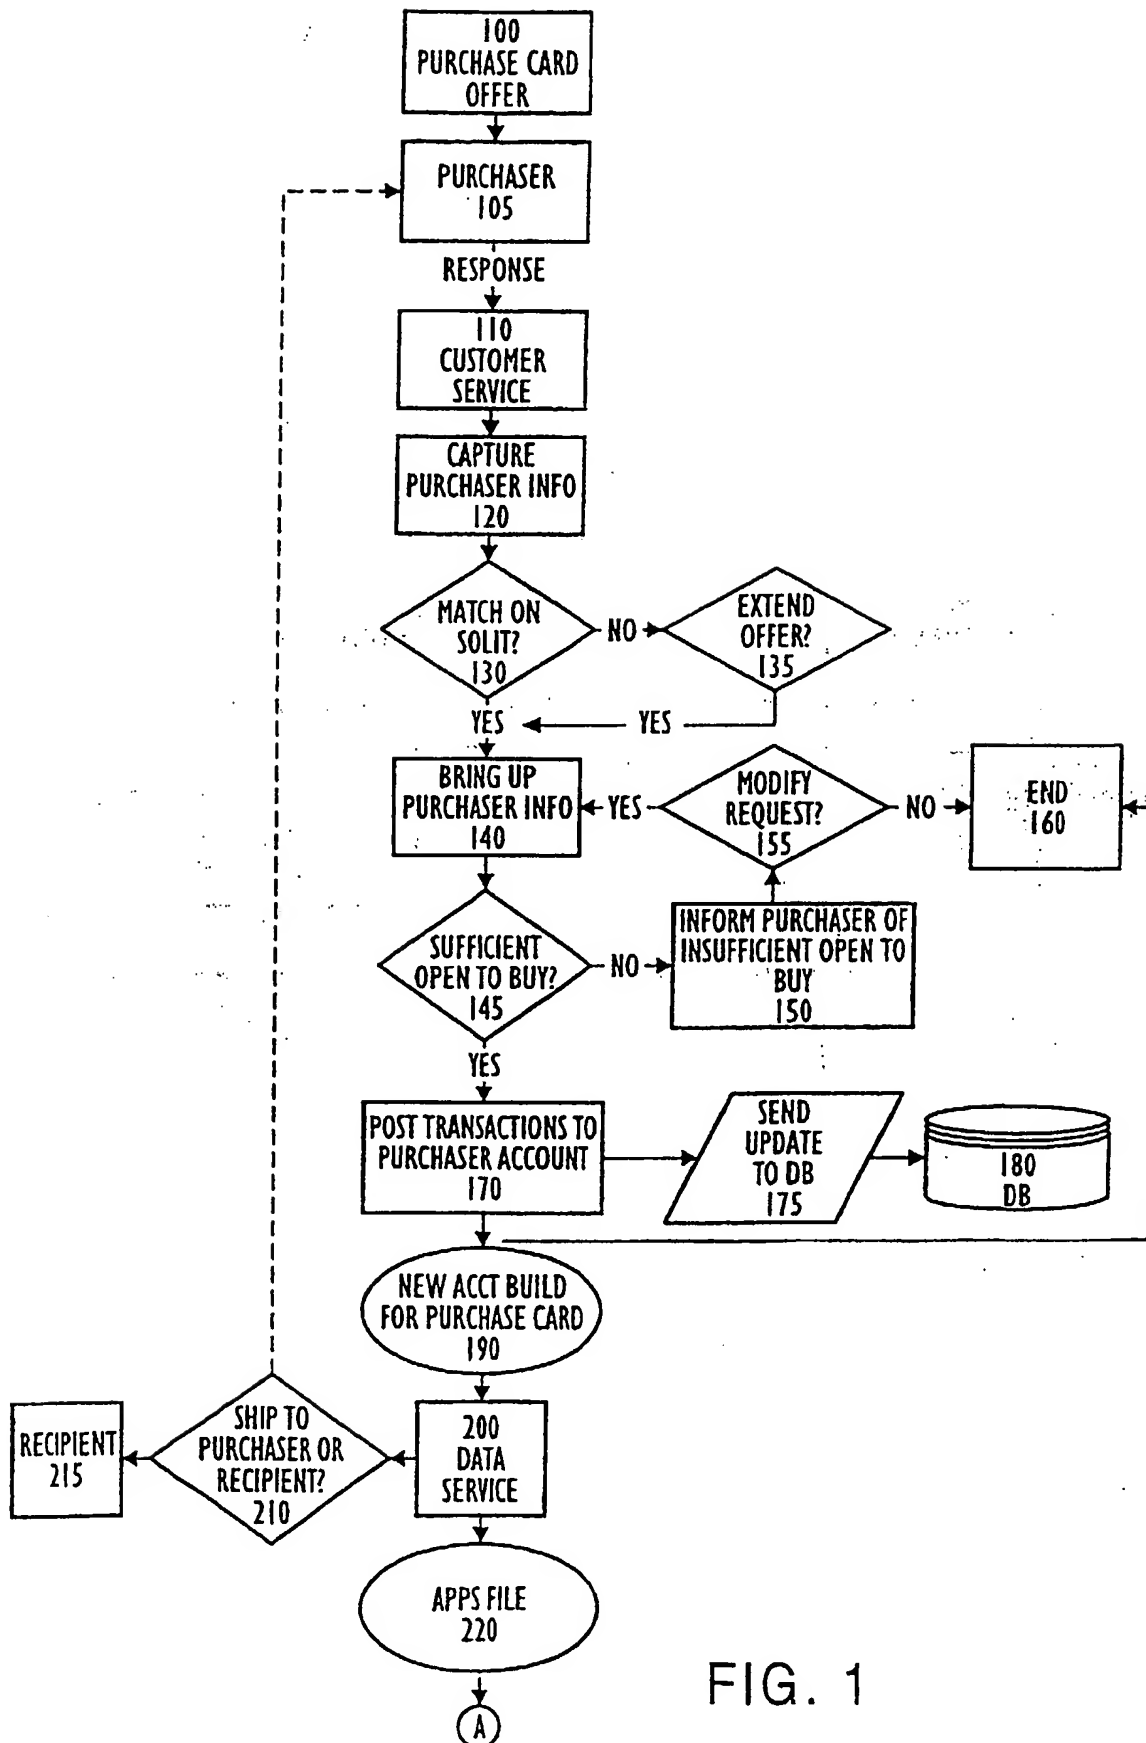 100
PURCHASE CARD
OFFER
PURCHASER
105
RESPONSE
110
CUSTOMER
SERVICE
CAPTURE
PURCHASER INFO
120
MATCH ON
SOLIT?
130
NO
EXTEND
OFFER?
135
YES
YES
BRING UP
PURCHASER INFO
140
YES
MODIFY
REQUEST?
155
NO
END
160
SUFFICIENT
OPEN TO BUY?
145
NO
INFORM PURCHASER OF
INSUFFICIENT OPEN TO
BUY
150
YES
POST TRANSACTIONS TO
PURCHASER ACCOUNT
170
SEND
UPDATE
TO DB
175
180
DB
NEW ACCT BUILD
FOR PURCHASE CARD
190
200
DATA
SERVICE
SHIP TO
PURCHASER OR
RECIPIENT?
210
RECIPIENT
215
APPS FILE
220
A
FIG. 1